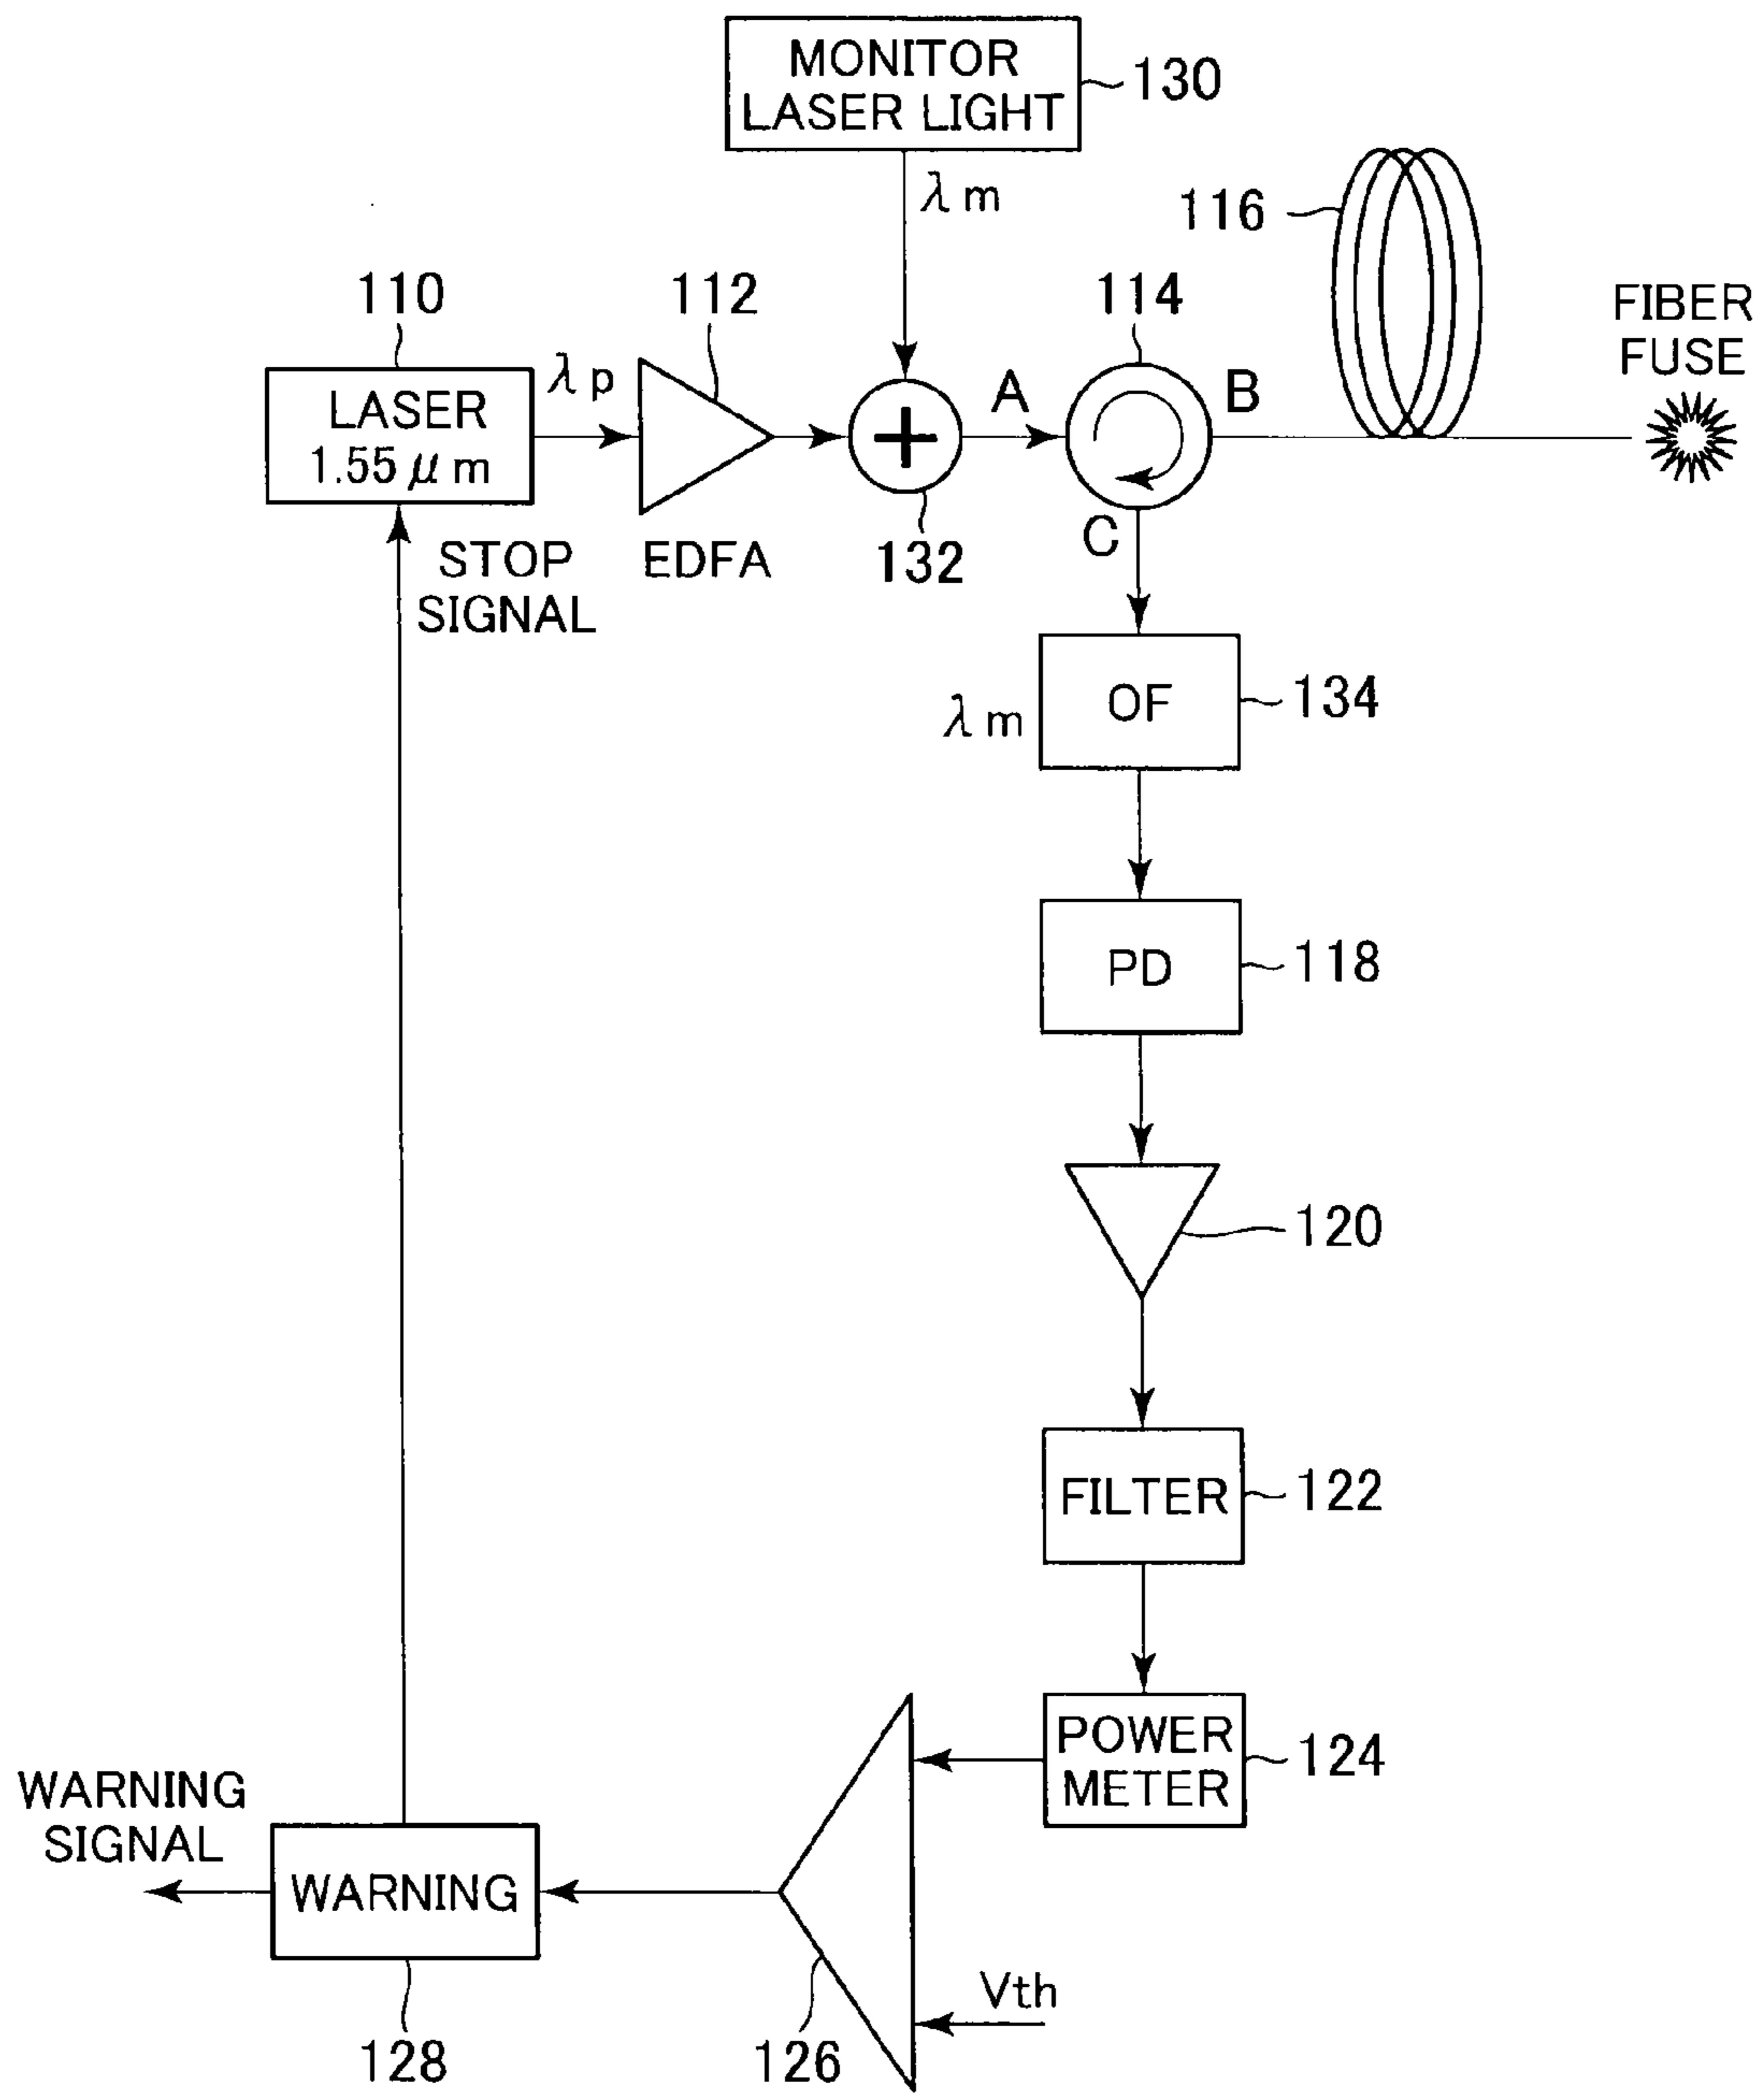 MONITOR
LASER LIGHT
130
λm
116
110
112
114
FIBER
FUSE
LASER
1.55μm
λp
+
A
B
C
STOP
SIGNAL
EDFA
132
OF
134
λm
PD
118
120
FILTER
122
POWER
METER
124
WARNING
SIGNAL
WARNING
Vth
128
126